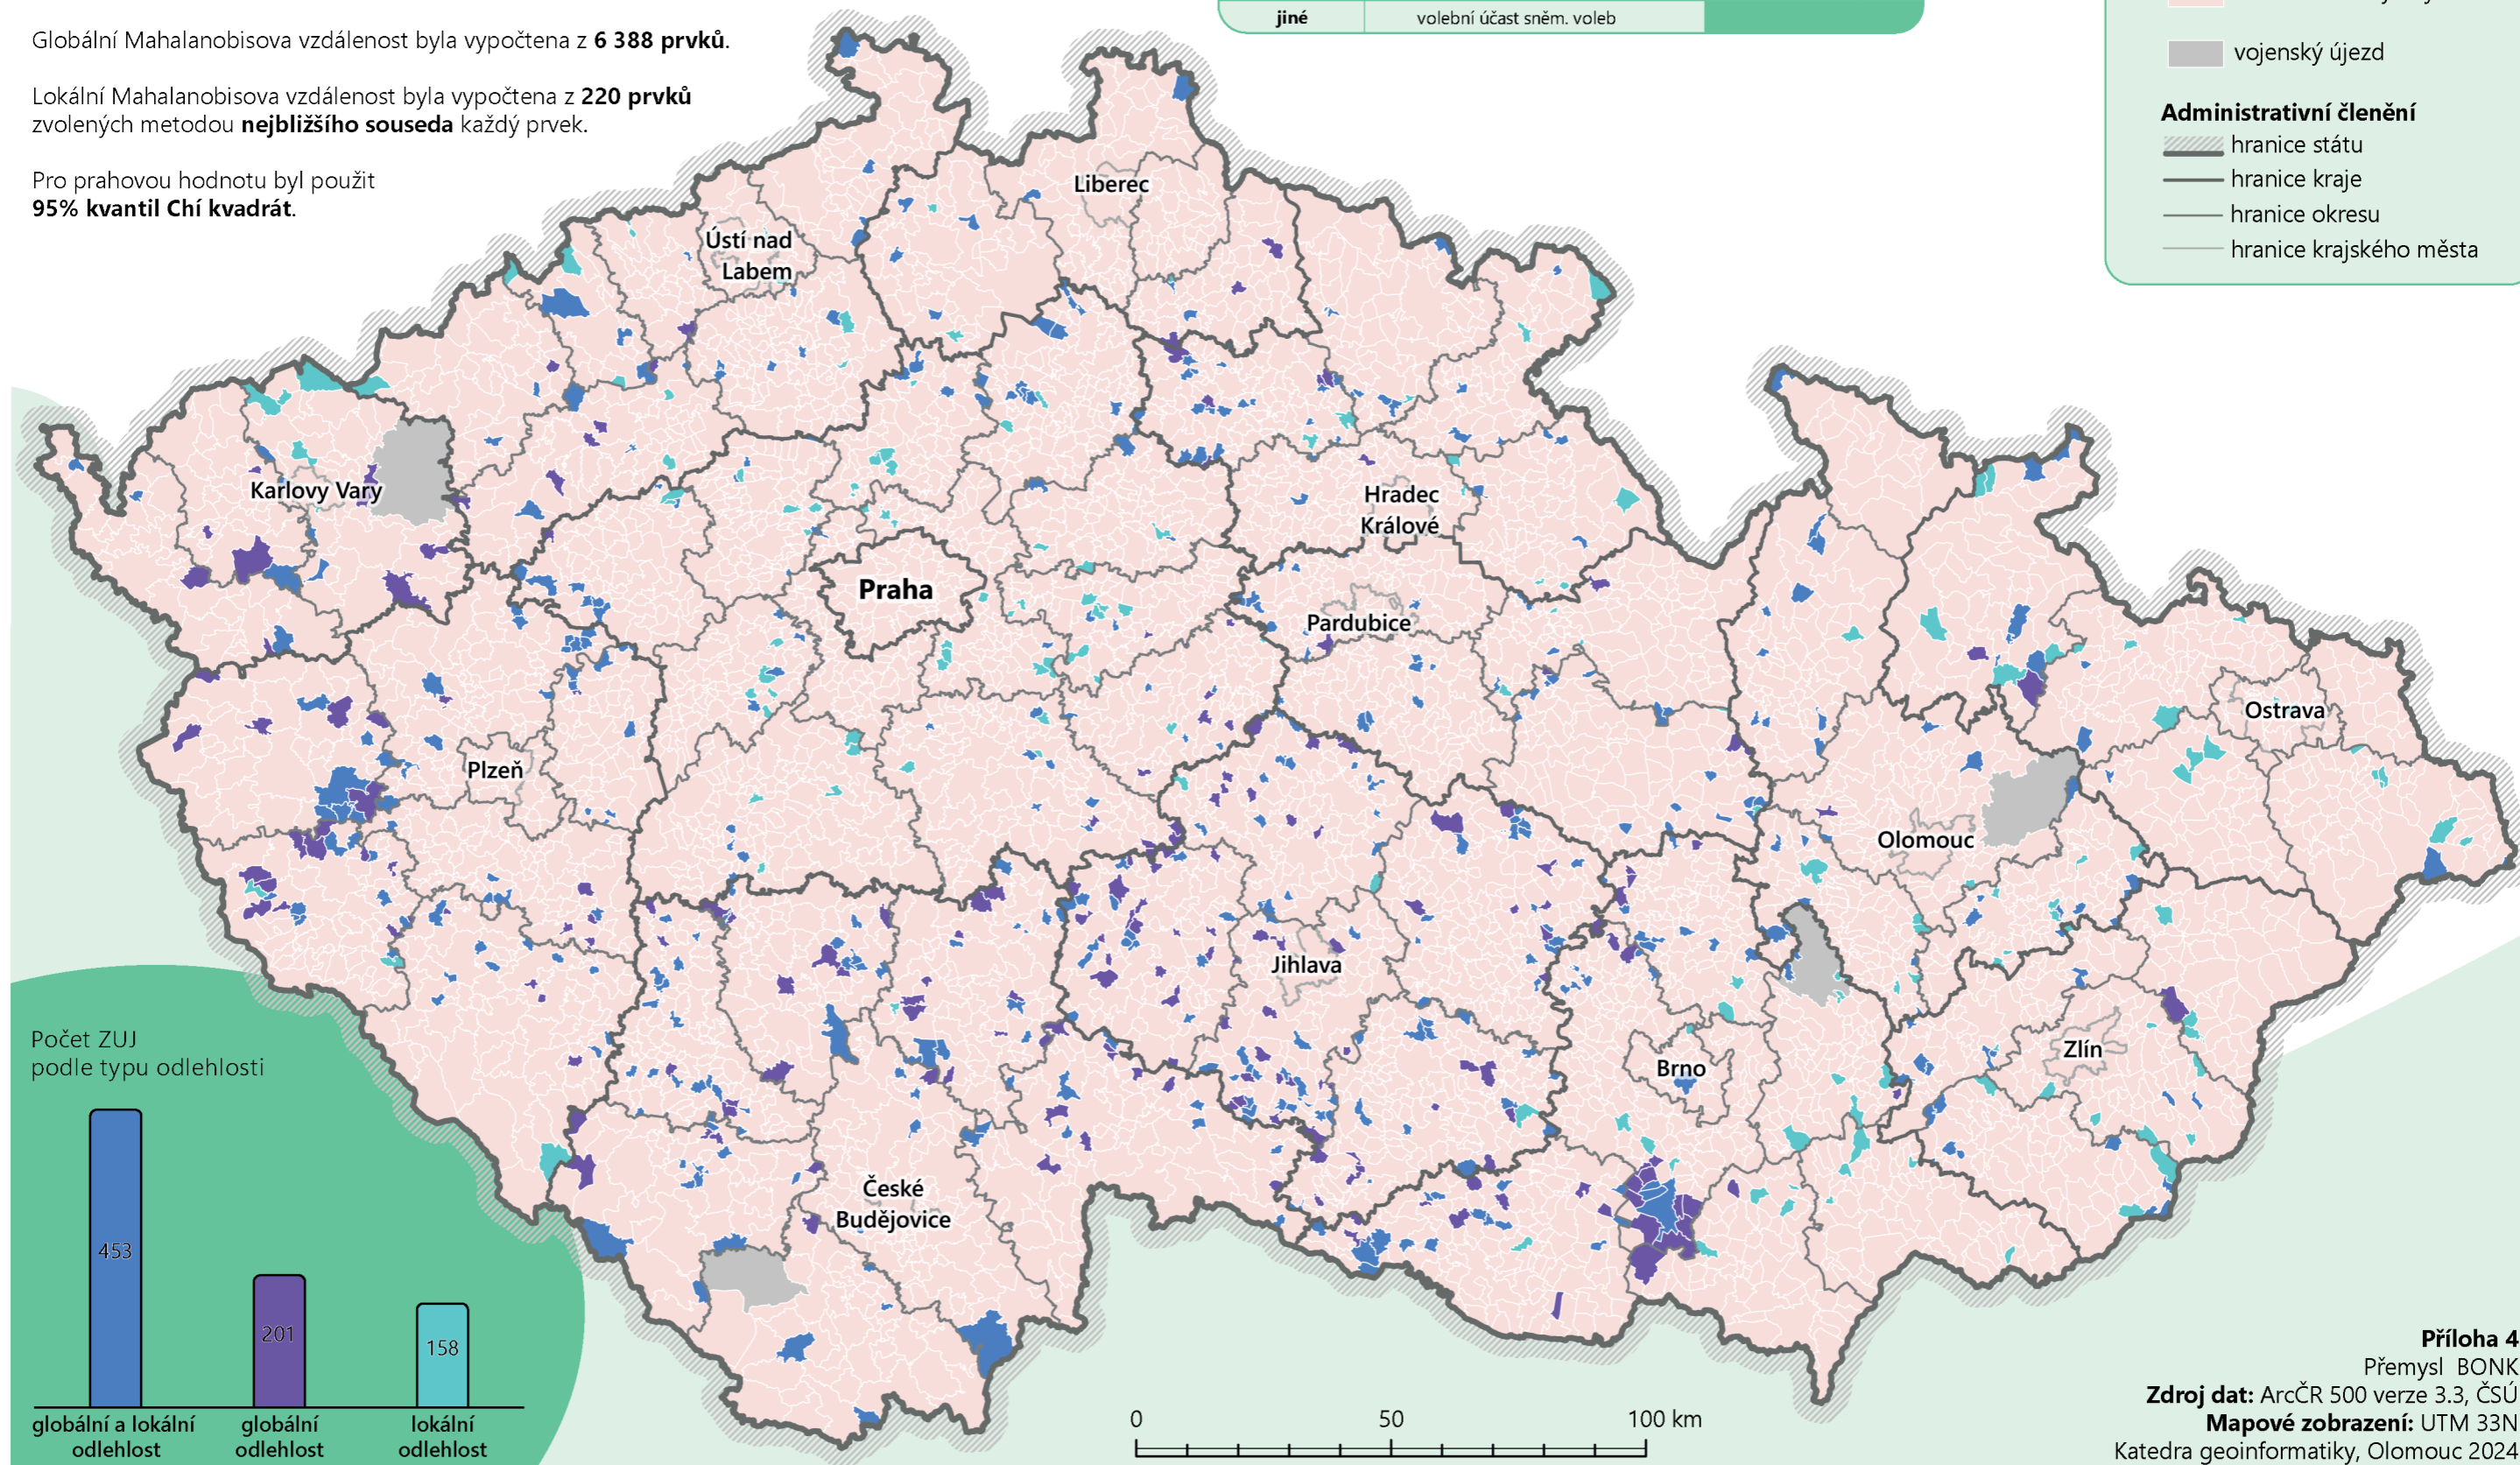 jiné volební účast sněm. voleb
Globální Mahalanobisova vzdálenost byla vypočtena z 6 388 prvků.
Lokální Mahalanobisova vzdálenost byla vypočtena z 220 prvků
zvolených metodou nejbližšího souseda každý prvek.
Pro prahovou hodnotu byl použit
95% kvantil Chí kvadrát.
vojenský újezd
Administrativní členění
hranice státu
hranice kraje
hranice okresu
hranice krajského města
Liberec
Ústí nad
Labem
Karlovy Vary
Hradec
Králové
Praha
Pardubice
Ostrava
Plzeň
Olomouc
Jihlava
Zlín
Brno
České
Budějovice
Počet ZUJ
podle typu odlehlosti
453
201
158
globální a lokální
odlehlost
globální
odlehlost
lokální
odlehlost
0 50 100 km
Příloha 4
Přemysl BONK
Zdroj dat: ArcČR 500 verze 3.3, ČSÚ
Mapové zobrazení: UTM 33N
Katedra geoinformatiky, Olomouc 2024